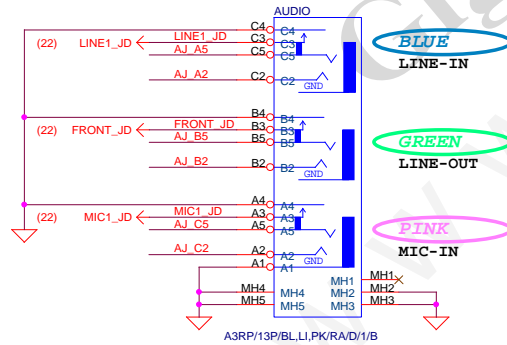 AUDIO
C4 C4
(22) LINE1_JD LINE1_JD C3 C3
AJ_A5 C5 C5
AJ_A2 C2 C2
GND
BLUE
LINE-IN
B4 B4
(22) FRONT_JD FRONT_JD B3 B3
AJ_B5 B5 B5
AJ_B2 B2 B2
GND
GREEN
LINE-OUT
A4 A4
(22) MIC1_JD MIC1_JD A3 A3
AJ_C5 A5 A5
AJ_C2 A2 A2
GND
A1 A1
PINK
MIC-IN
MH1 MH1
MH4 MH4 MH2 MH2
MH5 MH5 MH3 MH3
A3RP/13P/BL,LI,PK/RA/D/1/B